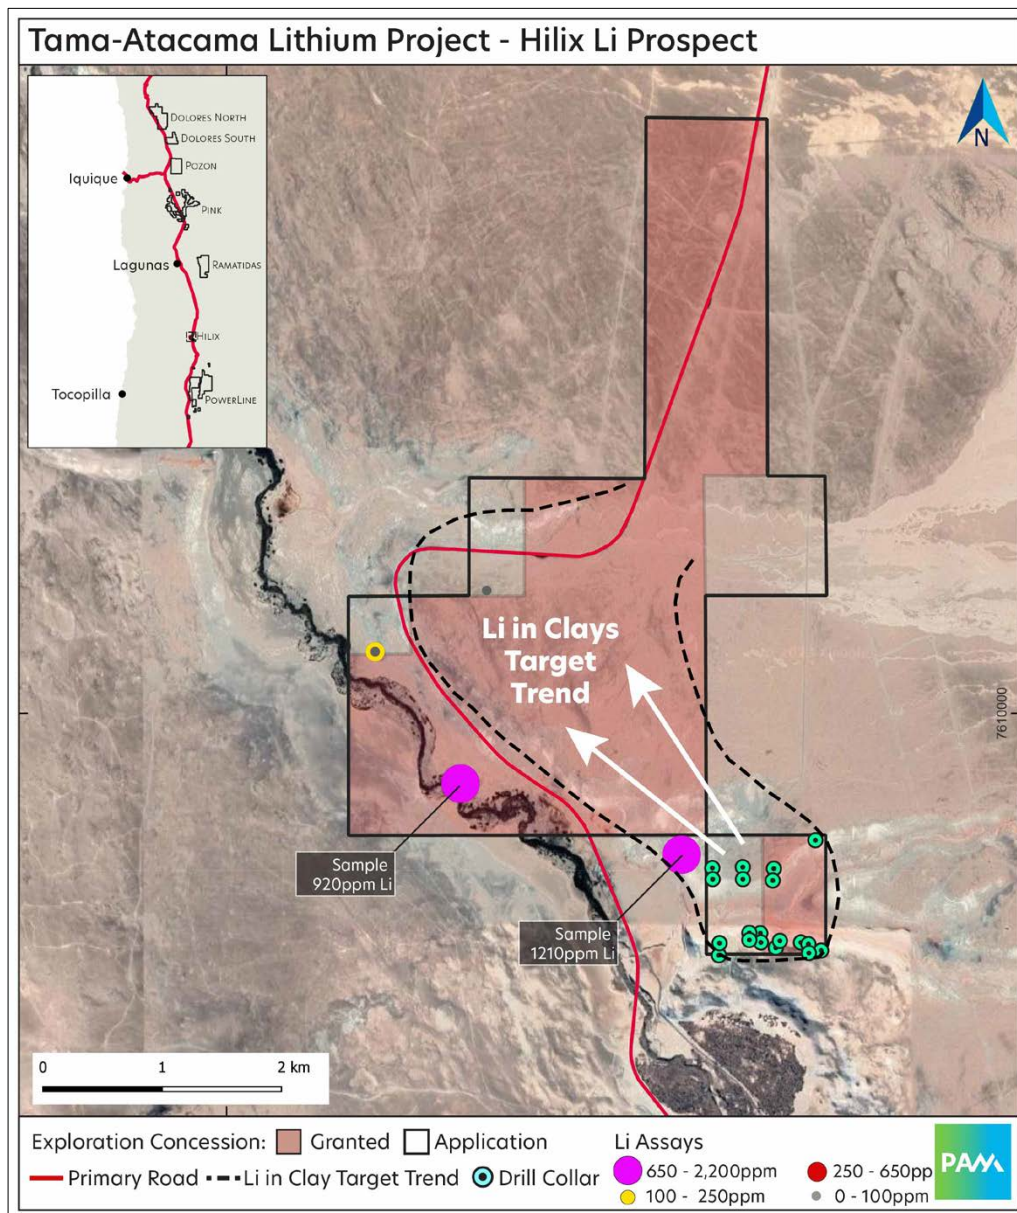 Tama-Atacama Lithium Project - Hilix Li Prospect
DOLORES NORTH
DOLORES SOUTH
POZON
Iquique
PINK
Lagunas
RAMATIDAS
HILIX
Tocopilla
POWERLINE
N
Li in Clays
Target
Trend
7610000
Sample
920ppm Li
Sample
1210ppm Li
0 1 2 km
Exploration Concession: Granted Application
Primary Road Li in Clay Target Trend Drill Collar
Li Assays
650 - 2,200ppm
250 - 650pp
100 - 250ppm
0 - 100ppm
PAM